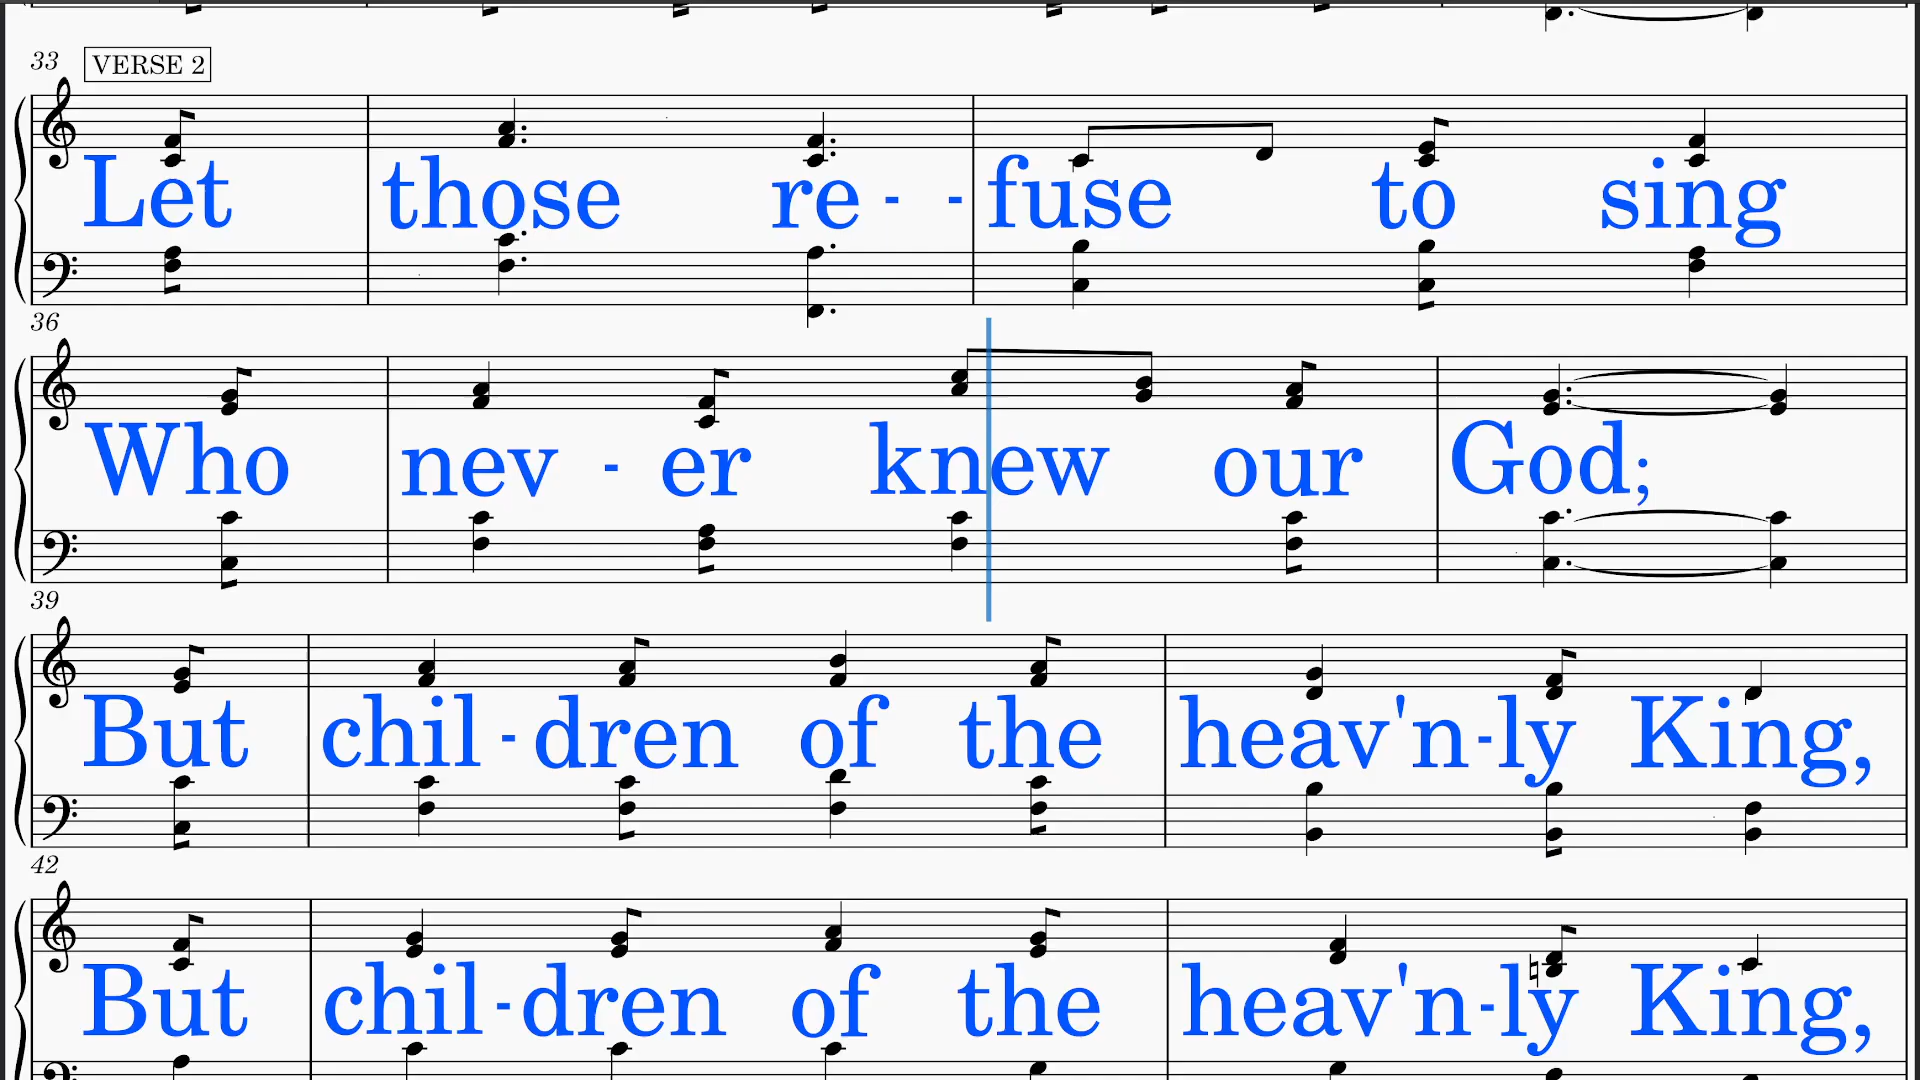 33 VERSE 2
Let those re - - fuse to sing
36
Who nev - er knew our God;
39
But chil - dren of the heav'n - ly King,
42
But chil - dren of the heav'n - ly King,